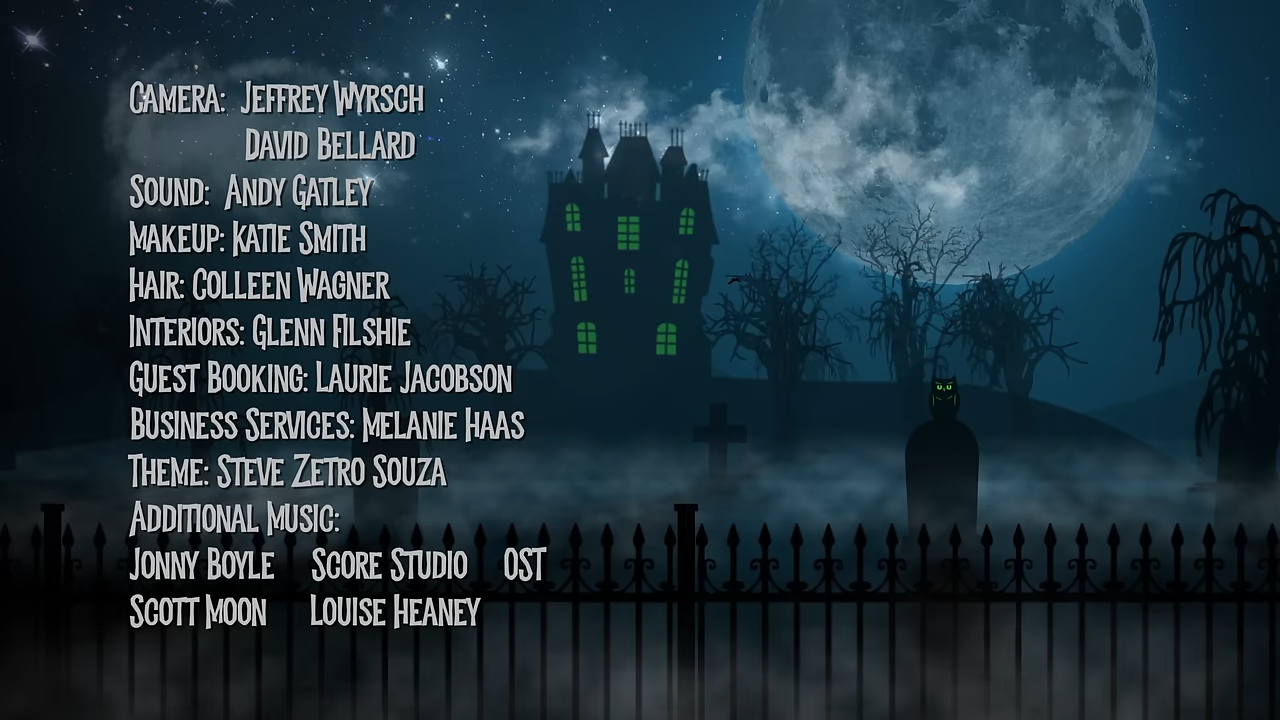 Camera: Jeffrey Wyrsch
David Bellard
Sound: Andy Gatley
Makeup: Katie Smith
Hair: Colleen Wagner
Interiors: Glenn Filshie
Guest Booking: Laurie Jacobson
Business Services: Melanie Haas
Theme: Steve Zetro Souza
Additional Music:
Jonny Boyle Score Studio OST
Scott Moon Louise Heaney